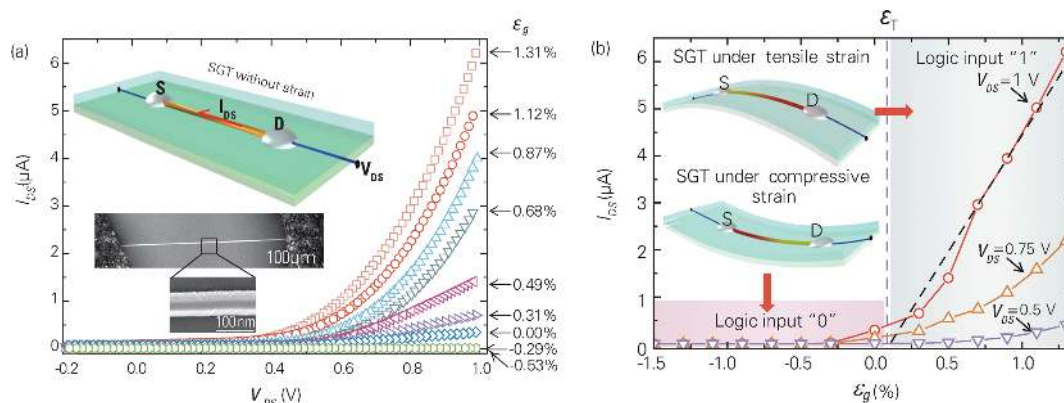 (a)
ε_g
1.31%
1.12%
0.87%
0.68%
0.49%
0.31%
0.00%
-0.29%
-0.53%
SGT without strain
S
I_DS
D
V_DS
100μm
100nm
I_DS (μA)
6
5
4
3
2
1
0
-0.2 0.0 0.2 0.4 0.6 0.8 1.0
V_DS (V)
(b)
ε_T
SGT under tensile strain
S
D
Logic input "1"
V_DS=1 V
SGT under compressive
strain
S
D
V_DS=0.75 V
V_DS=0.5 V
Logic input "0"
I_DS (μA)
6
5
4
3
2
1
0
-1.5 -1.0 -0.5 0.0 0.5 1.0
ε_g (%)